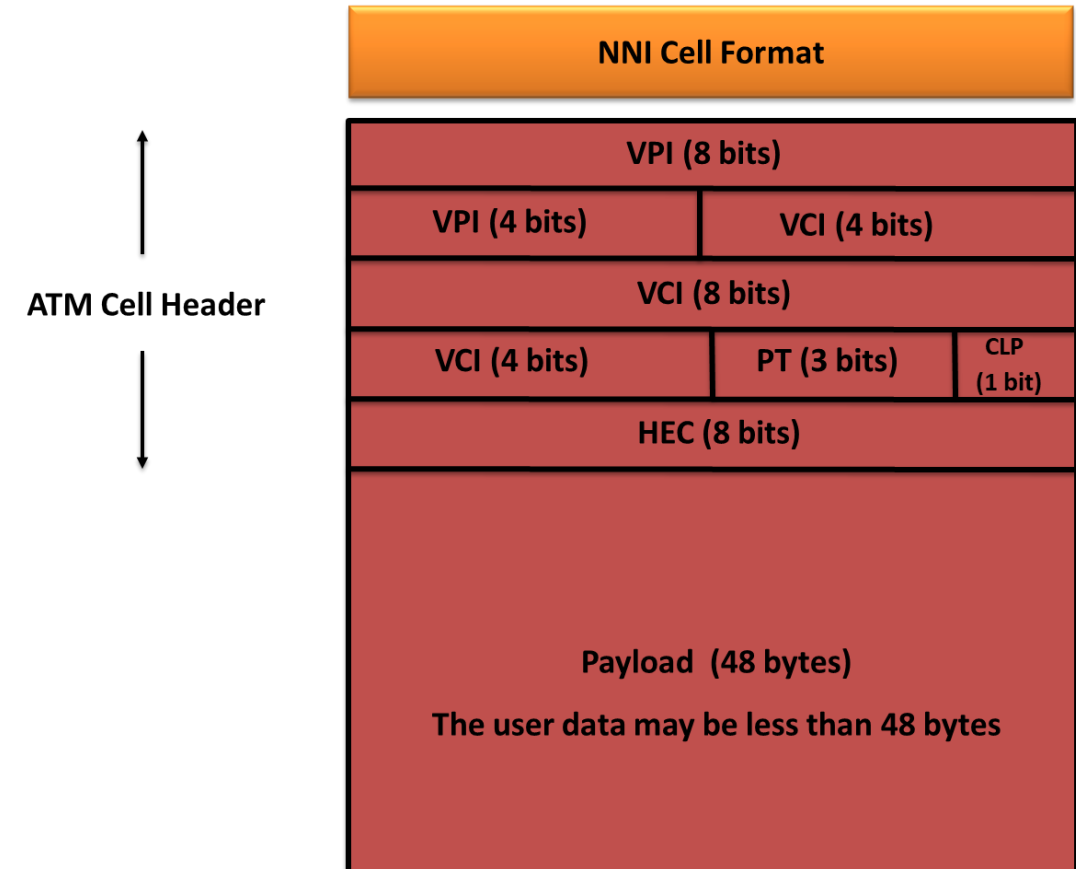 NNI Cell Format
VPI (8 bits)
VPI (4 bits)
VCI (4 bits)
ATM Cell Header
VCI (8 bits)
VCI (4 bits)
PT (3 bits)
CLP
(1 bit)
HEC (8 bits)
Payload (48 bytes)
The user data may be less than 48 bytes